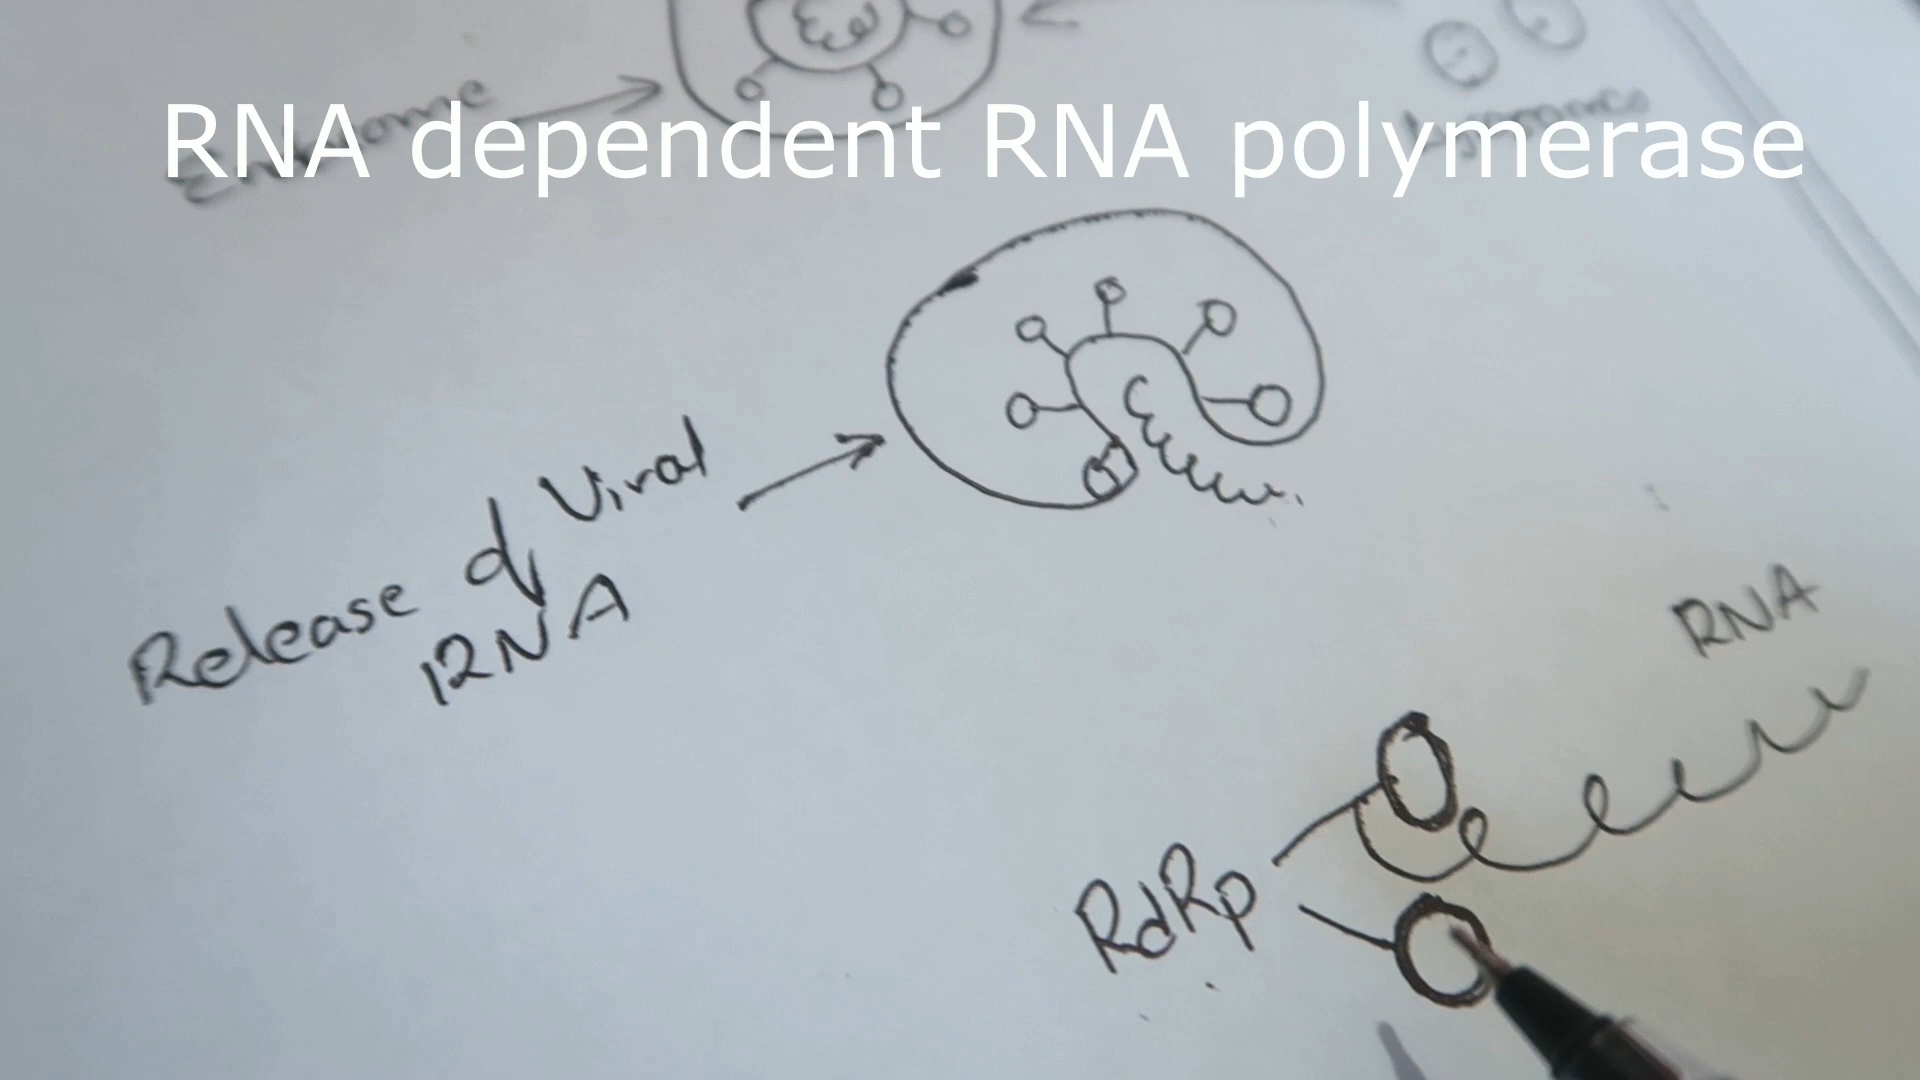 RNA dependent RNA polymerase
Release of Viral
RNA
RNA
RdRp